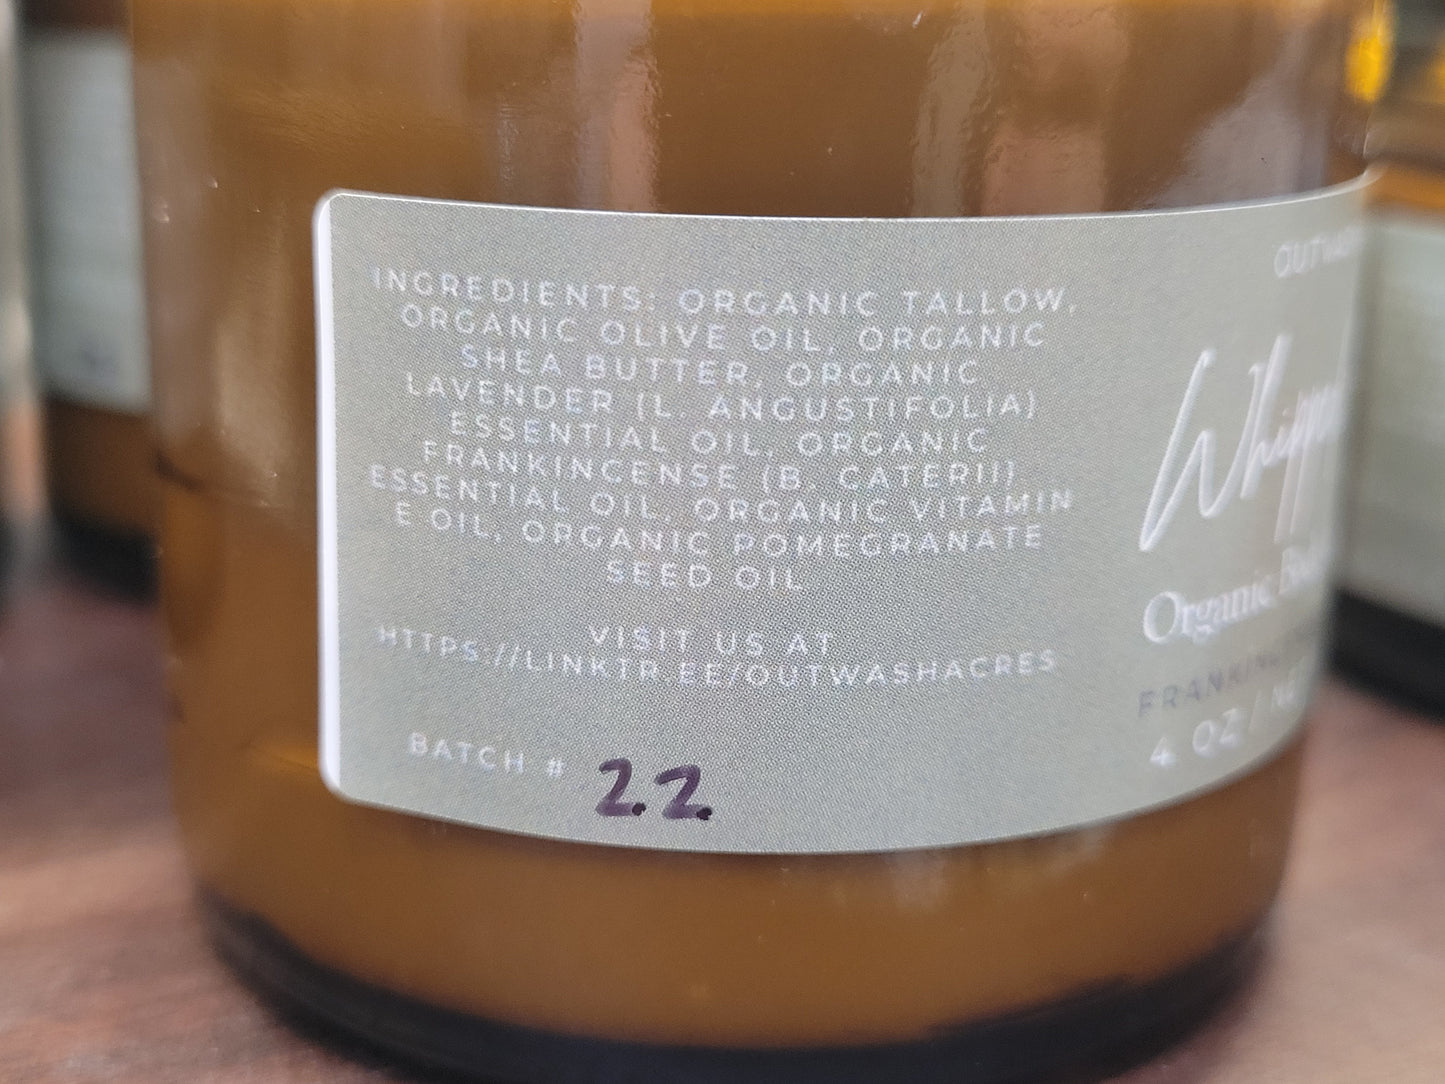 INGREDIENTS: ORGANIC TALLOW,
ORGANIC OLIVE OIL, ORGANIC
SHEA BUTTER, ORGANIC
LAVENDER (L. ANGUSTIFOLIA)
ESSENTIAL OIL, ORGANIC
FRANKINCENSE (B. CATERII)
ESSENTIAL OIL, ORGANIC VITAMIN
E OIL, ORGANIC POMEGRANATE
SEED OIL
VISIT US AT
HTTPS://LINKTR.EE/OUTWASHACRES
BATCH # 2.2.
Organic
4 OZ /